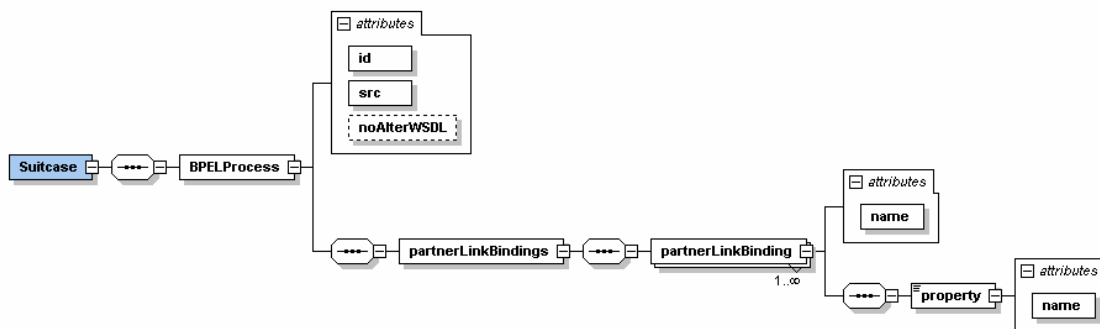 attributes
id
src
noAlterWSDL
Suitcase
BPELProcess
attributes
name
partnerLinkBindings
partnerLinkBinding
1..∞
attributes
property
name